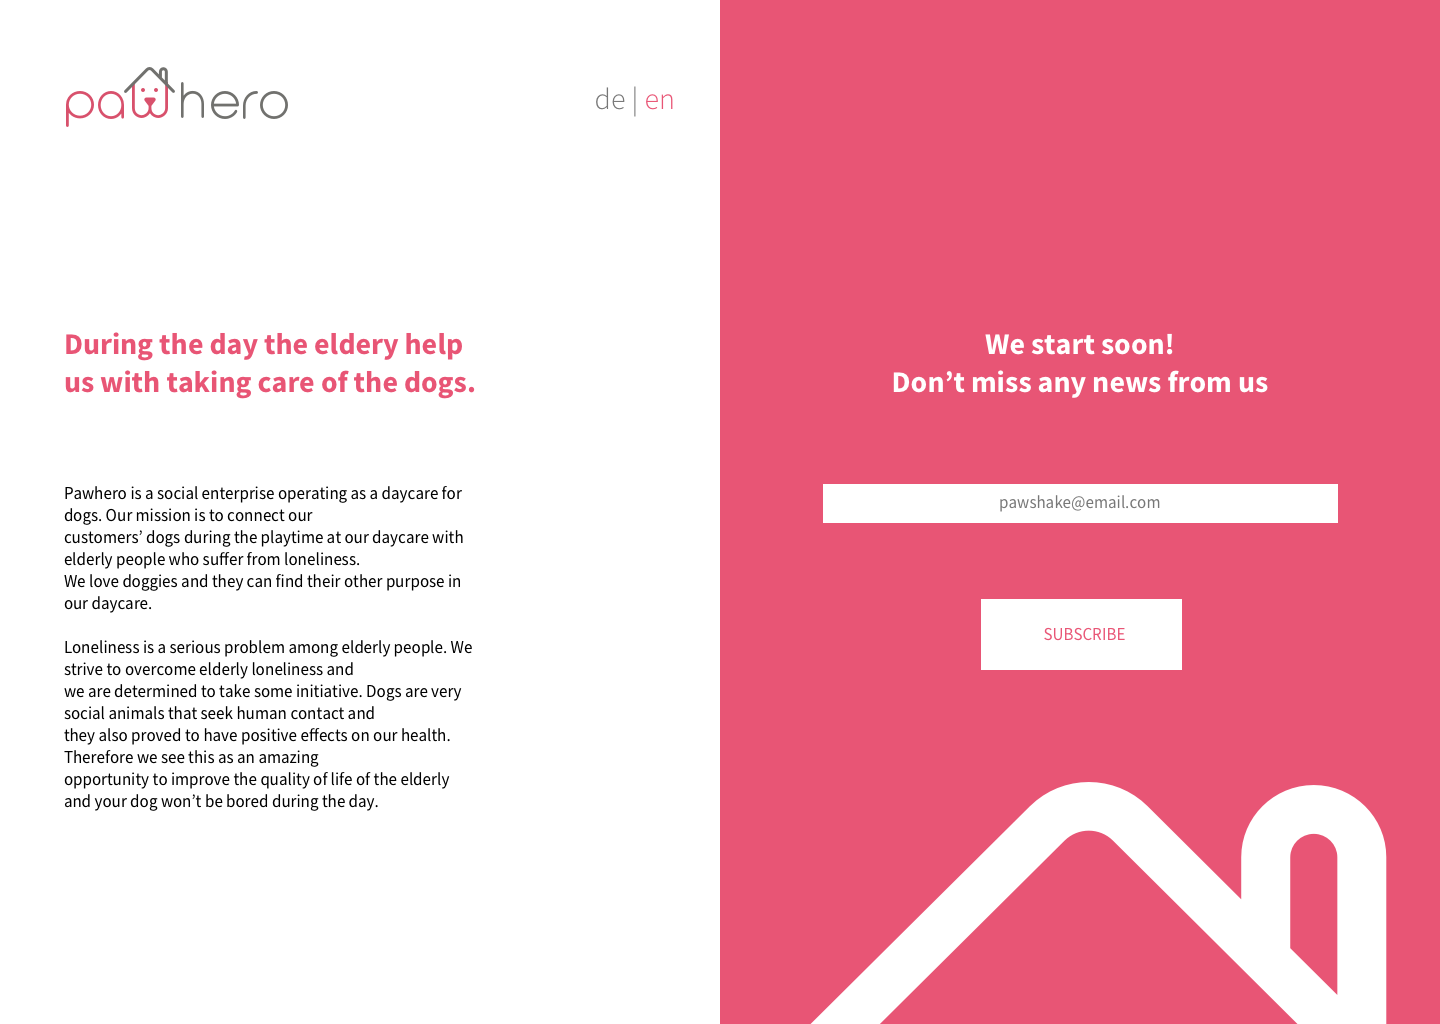 pawhero
de | en
During the day the eldery help
us with taking care of the dogs.
Pawhero is a social enterprise operating as a daycare for
dogs. Our mission is to connect our
customers’ dogs during the playtime at our daycare with
elderly people who suffer from loneliness.
We love doggies and they can find their other purpose in
our daycare.
Loneliness is a serious problem among elderly people. We
strive to overcome elderly loneliness and
we are determined to take some initiative. Dogs are very
social animals that seek human contact and
they also proved to have positive effects on our health.
Therefore we see this as an amazing
opportunity to improve the quality of life of the elderly
and your dog won’t be bored during the day.
We start soon!
Don’t miss any news from us
pawshake@email.com
SUBSCRIBE